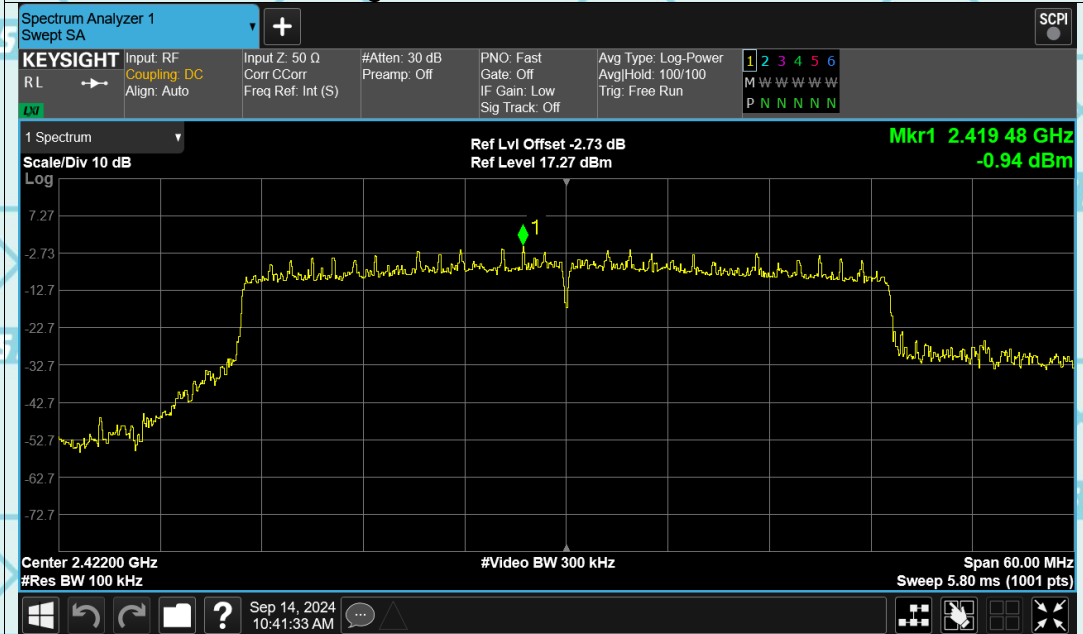 Spectrum Analyzer 1
Swept SA
+
SCPI
KEYSIGHT
R L
LXI
Input: RF
Coupling: DC
Align: Auto
Input Z: 50 Ω
Corr CCorr
Freq Ref: Int (S)
#Atten: 30 dB
Preamp: Off
PNO: Fast
Gate: Off
IF Gain: Low
Sig Track: Off
Avg Type: Log-Power
Avg|Hold: 100/100
Trig: Free Run
1 2 3 4 5 6
M W W W W W
P N N N N N
1 Spectrum
Scale/Div 10 dB
Log
Ref Lvl Offset -2.73 dB
Ref Level 17.27 dBm
Mkr1 2.419 48 GHz
-0.94 dBm
1
7.27
-2.73
-12.7
-22.7
-32.7
-42.7
-52.7
-62.7
-72.7
Center 2.42200 GHz
#Video BW 300 kHz
Span 60.00 MHz
#Res BW 100 kHz
Sweep 5.80 ms (1001 pts)
?
Sep 14, 2024
10:41:33 AM